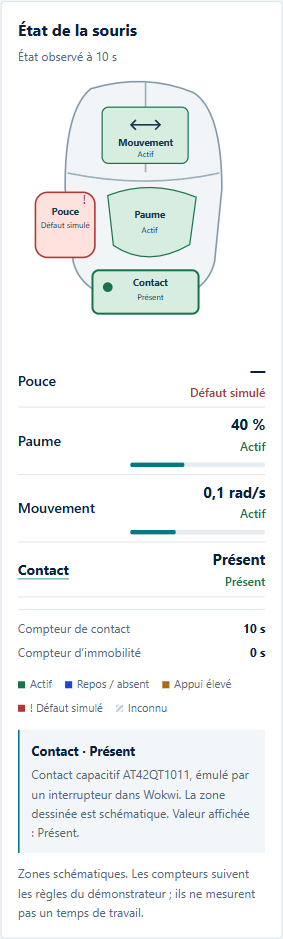 État de la souris
État observé à 10 s
Mouvement
Actif
!
Pouce
Défaut simulé
Paume
Actif
Contact
Présent
Pouce
—
Défaut simulé
Paume
40 %
Actif
Mouvement
0,1 rad/s
Actif
Contact
Présent
Présent
Compteur de contact 10 s
Compteur d'immobilité 0 s
Actif Repos / absent Appui élevé
! Défaut simulé Inconnu
Contact · Présent
Contact capacitif AT42QT1011, émulé par
un interrupteur dans Wokwi. La zone
dessinée est schématique. Valeur affichée
: Présent.
Zones schématiques. Les compteurs suivent
les règles du démonstrateur ; ils ne mesurent
pas un temps de travail.